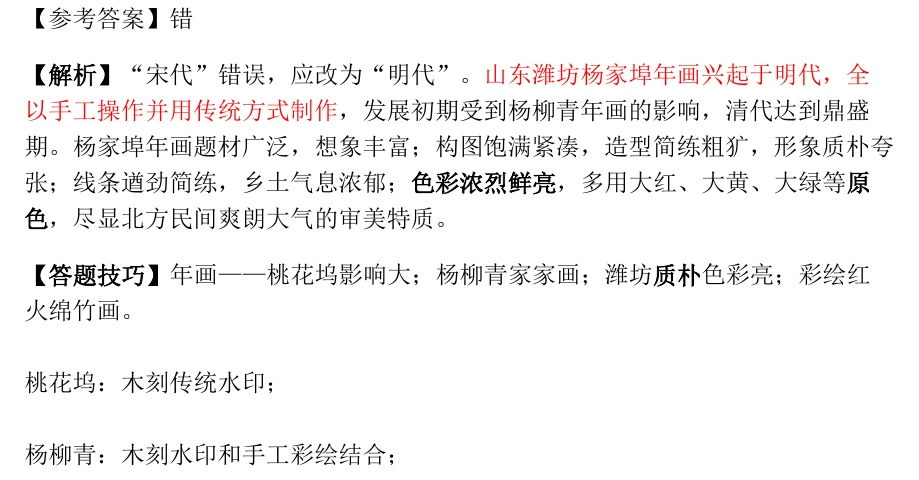 【参考答案】错
【解析】“宋代”错误，应改为“明代”。山东潍坊杨家埠年画兴起于明代，全
以手工操作并用传统方式制作，发展初期受到杨柳青年画的影响，清代达到鼎盛
期。杨家埠年画题材广泛，想象丰富；构图饱满紧凑，造型简练粗犷，形象质朴夸
张；线条遒劲简练，乡土气息浓郁；色彩浓烈鲜亮，多用大红、大黄、大绿等原
色，尽显北方民间爽朗大气的审美特质。
【答题技巧】年画——桃花坞影响大；杨柳青家家画；潍坊质朴色彩亮；彩绘红
火绵竹画。
桃花坞：木刻传统水印；
杨柳青：木刻水印和手工彩绘结合；